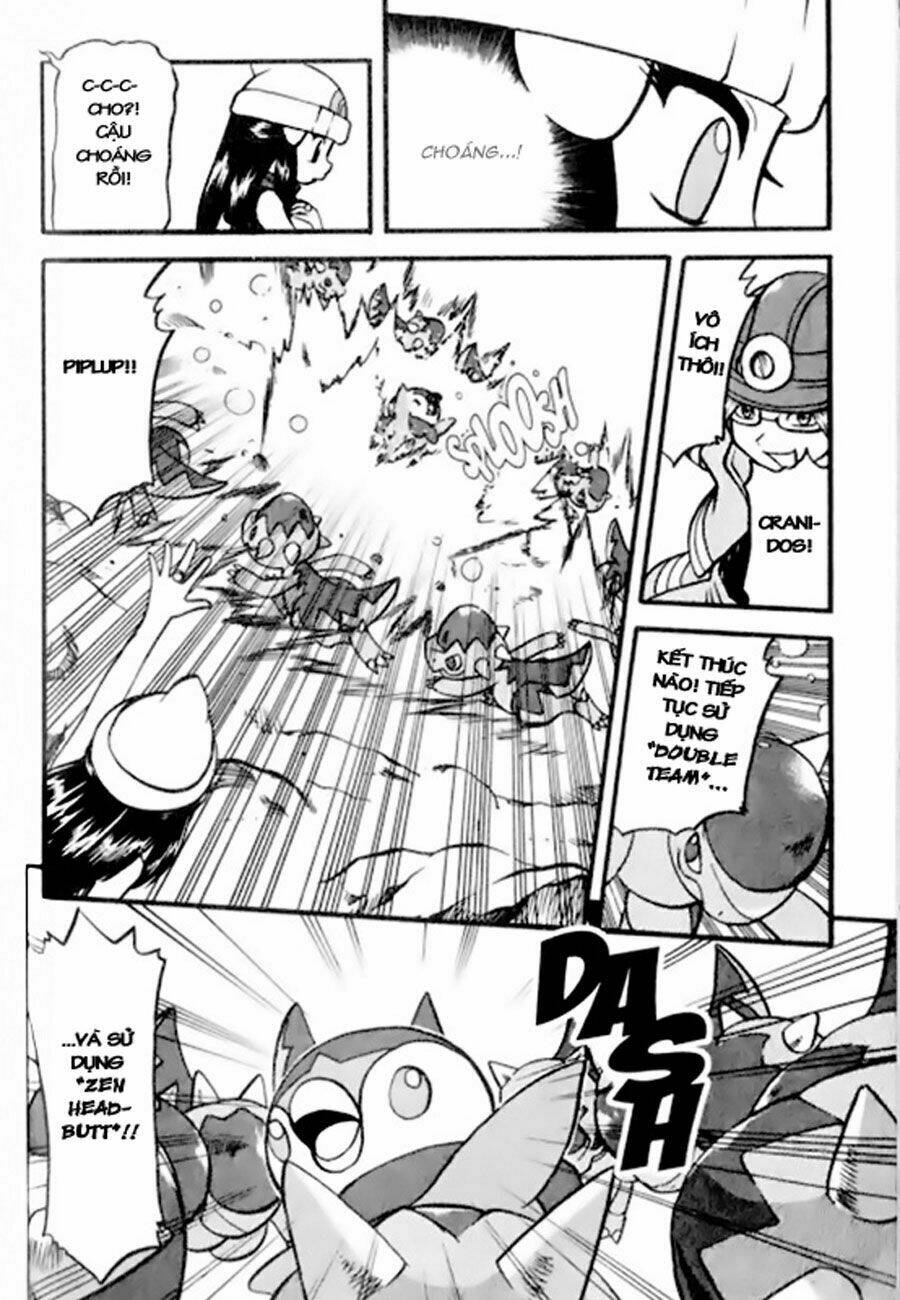 C-C-C-
CHO?!
CẬU
CHOÁNG
RỒI!
CHOÁNG...!
PIPLUP!!
WHOOOSH
VÔ
ÍCH
THÔI!
CRANI-
DOS!
KẾT THÚC
NÀO! TIẾP
TỤC SỬ
DỤNG
"DOUBLE
TEAM"...
DASH
...VÀ SỬ
DỤNG
"ZEN
HEAD-
BUTT"!!